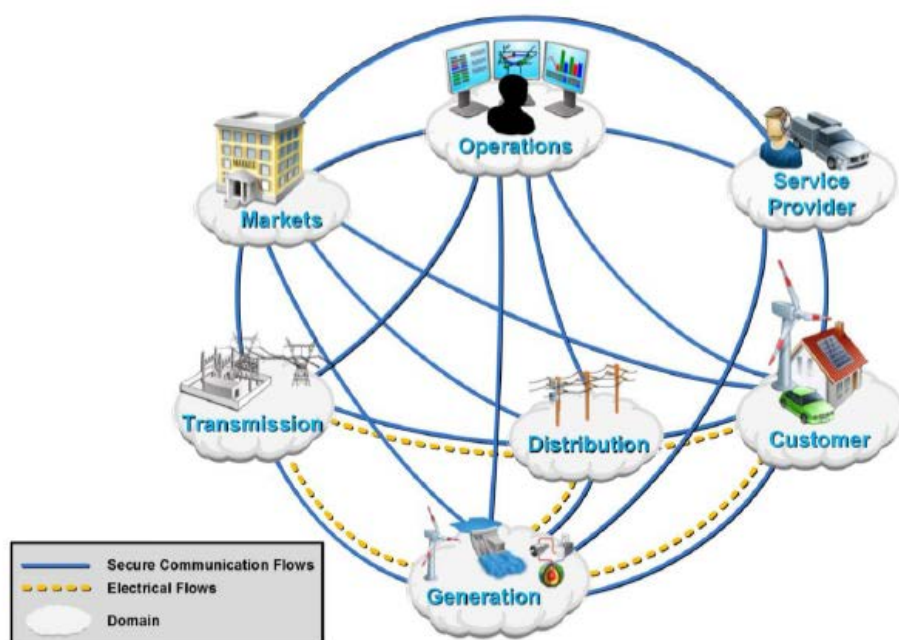 Operations
Markets
Service
Provider
Transmission
Distribution
Customer
Generation
Secure Communication Flows
Electrical Flows
Domain